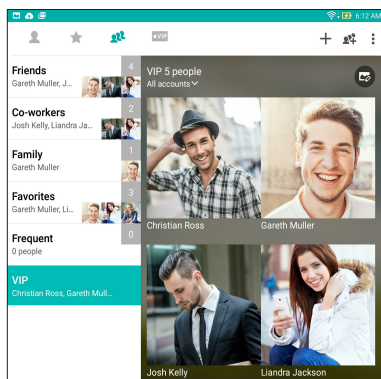 6:12 AM
VIP
Friends
4
Gareth Muller, J...
Co-workers
2
Josh Kelly, Liandra Ja...
Family
1
Gareth Muller
Favorites
3
Gareth Muller, Li...
Frequent
0
0 people
VIP
Christian Ross, Gareth Mull...
VIP 5 people
All accounts
Christian Ross
Gareth Muller
Josh Kelly
Liandra Jackson